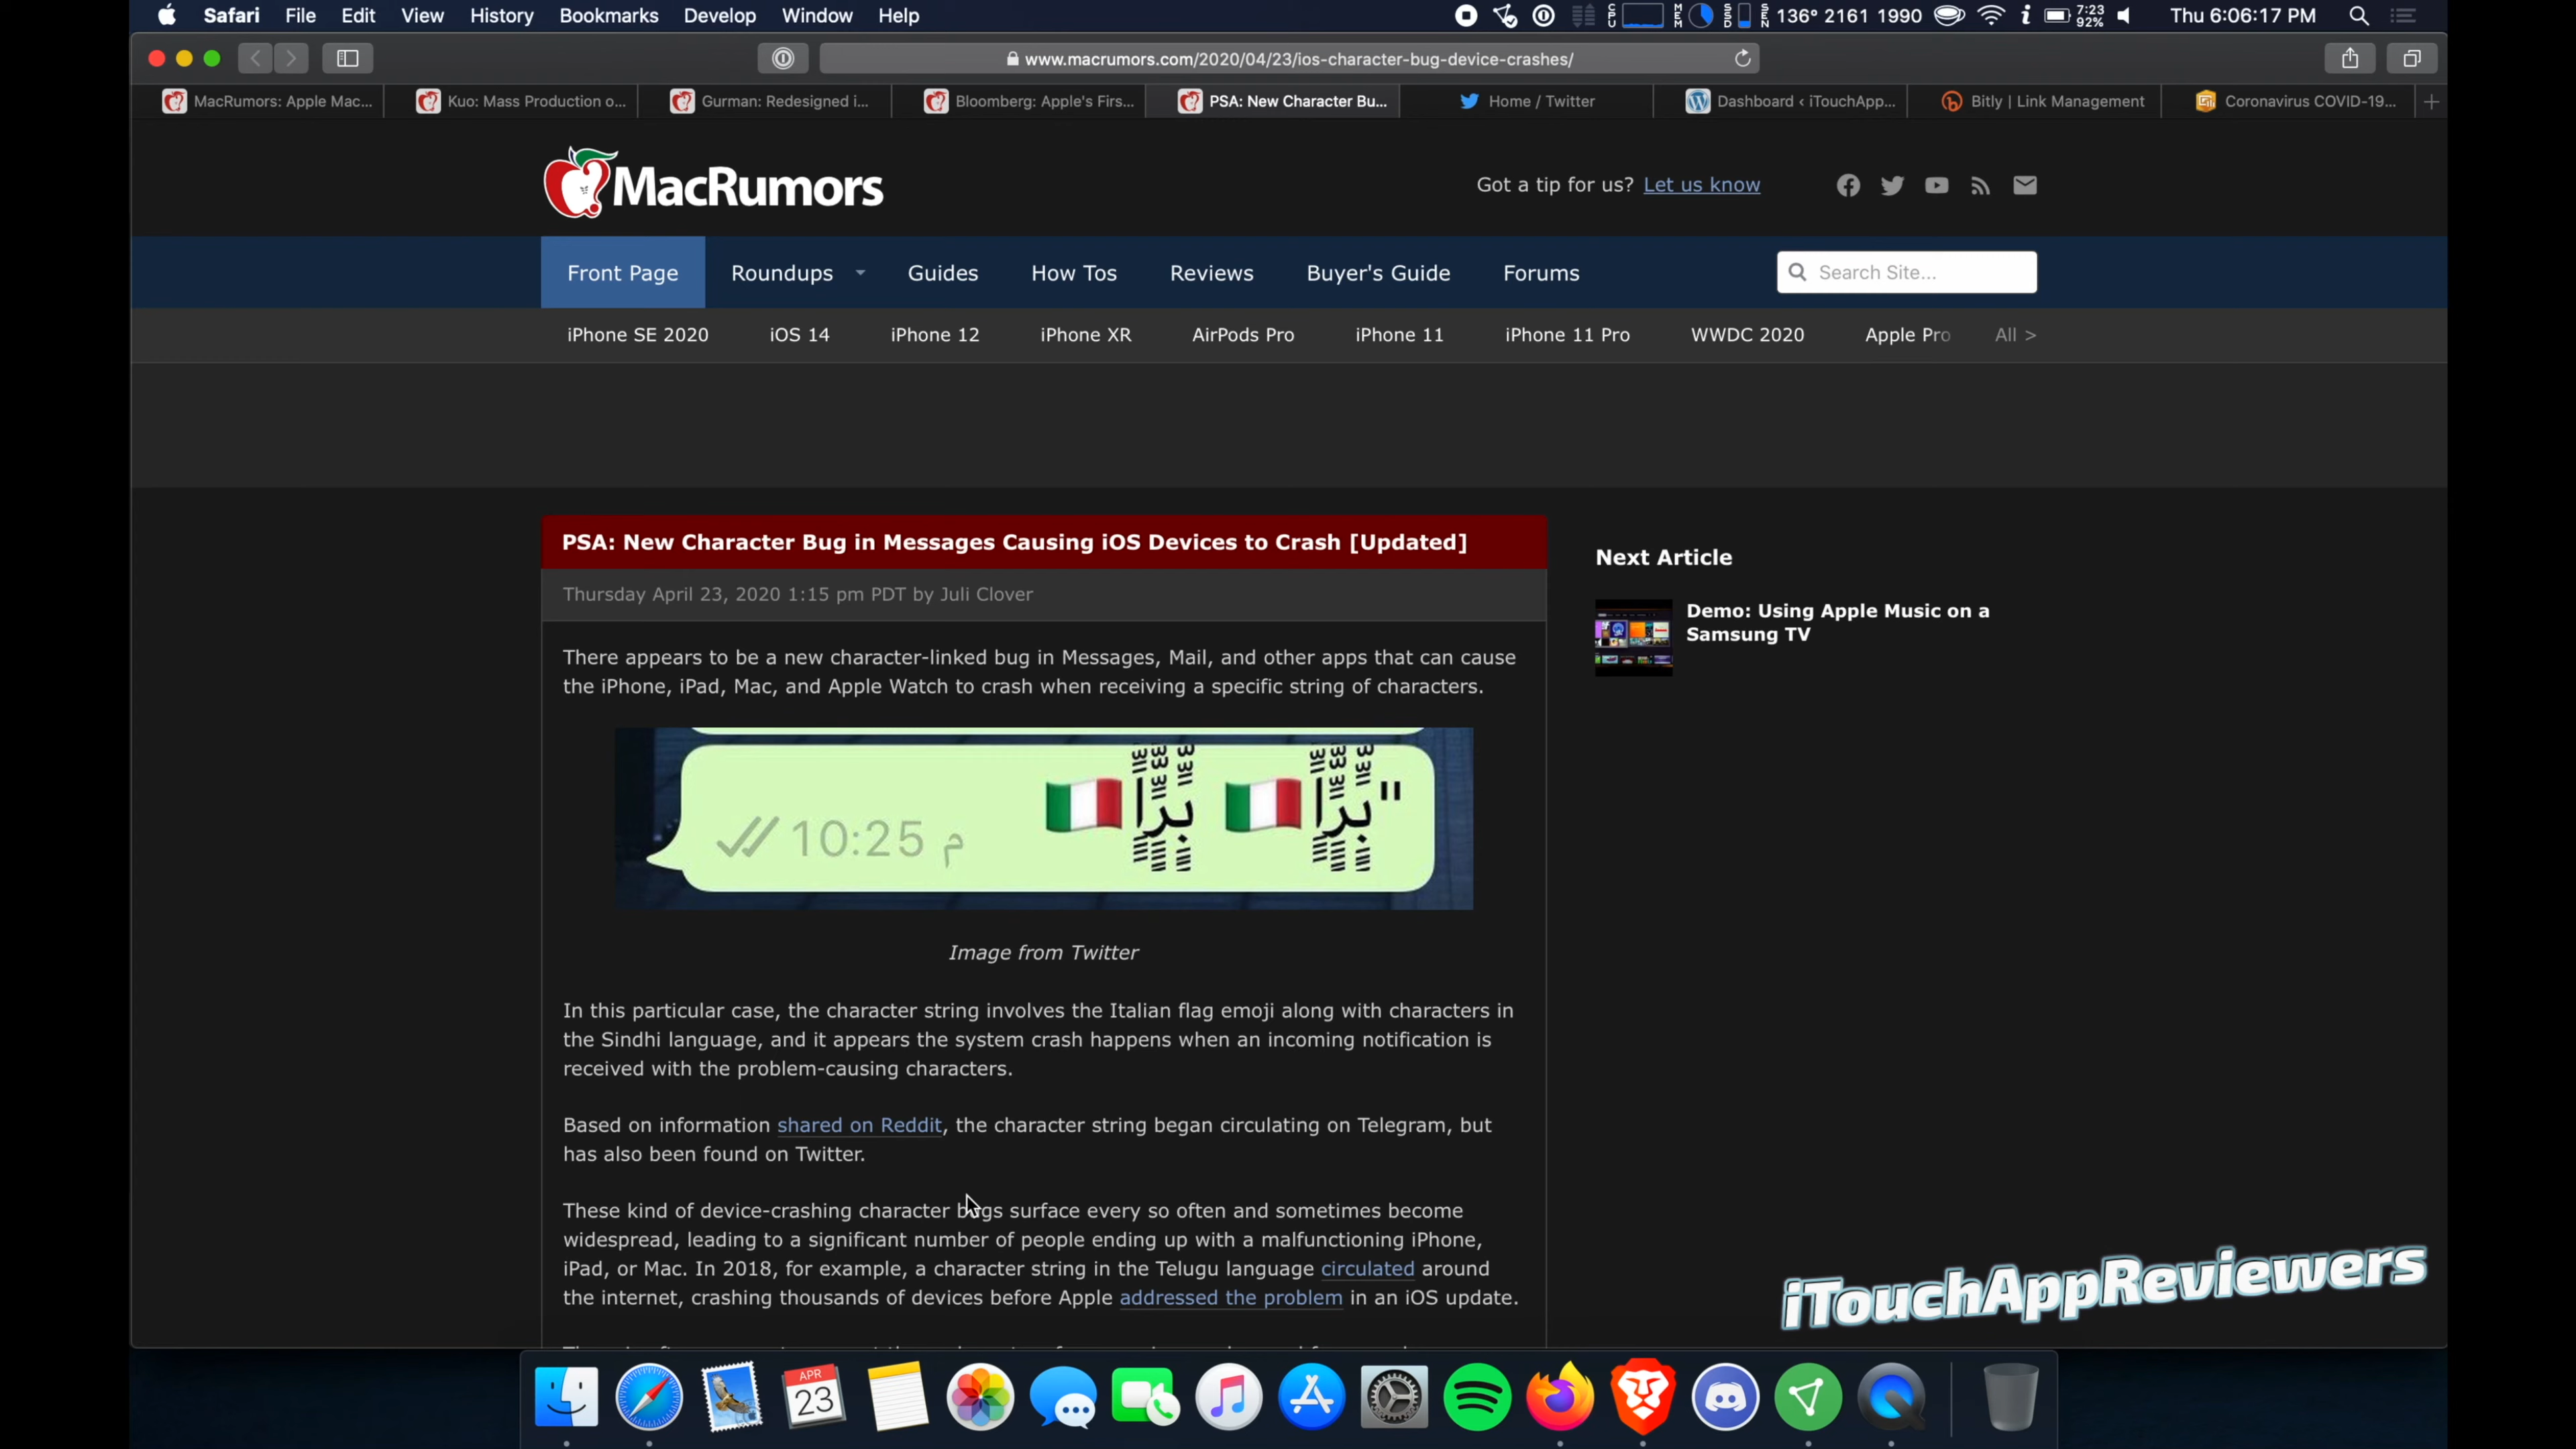 Safari File Edit View History Bookmarks Develop Window Help
CPU MEM SSD SEN 136° 2161 1990 7:23 92% Thu 6:06:17 PM
www.macrumors.com/2020/04/23/ios-character-bug-device-crashes/
MacRumors: Apple Mac... Kuo: Mass Production o... Gurman: Redesigned i... Bloomberg: Apple's Firs... PSA: New Character Bu... Home / Twitter Dashboard ‹ iTouchApp... Bitly | Link Management Coronavirus COVID-19...
MacRumors
Got a tip for us? Let us know
Front Page Roundups Guides How Tos Reviews Buyer's Guide Forums Search Site...
iPhone SE 2020 iOS 14 iPhone 12 iPhone XR AirPods Pro iPhone 11 iPhone 11 Pro WWDC 2020 Apple Pro All >
PSA: New Character Bug in Messages Causing iOS Devices to Crash [Updated]
Thursday April 23, 2020 1:15 pm PDT by Juli Clover
There appears to be a new character-linked bug in Messages, Mail, and other apps that can cause
the iPhone, iPad, Mac, and Apple Watch to crash when receiving a specific string of characters.
10:25 م
Image from Twitter
In this particular case, the character string involves the Italian flag emoji along with characters in
the Sindhi language, and it appears the system crash happens when an incoming notification is
received with the problem-causing characters.
Based on information shared on Reddit, the character string began circulating on Telegram, but
has also been found on Twitter.
These kind of device-crashing character bugs surface every so often and sometimes become
widespread, leading to a significant number of people ending up with a malfunctioning iPhone,
iPad, or Mac. In 2018, for example, a character string in the Telugu language circulated around
the internet, crashing thousands of devices before Apple addressed the problem in an iOS update.
Next Article
Demo: Using Apple Music on a
Samsung TV
iTouchAppReviewers
APR
23